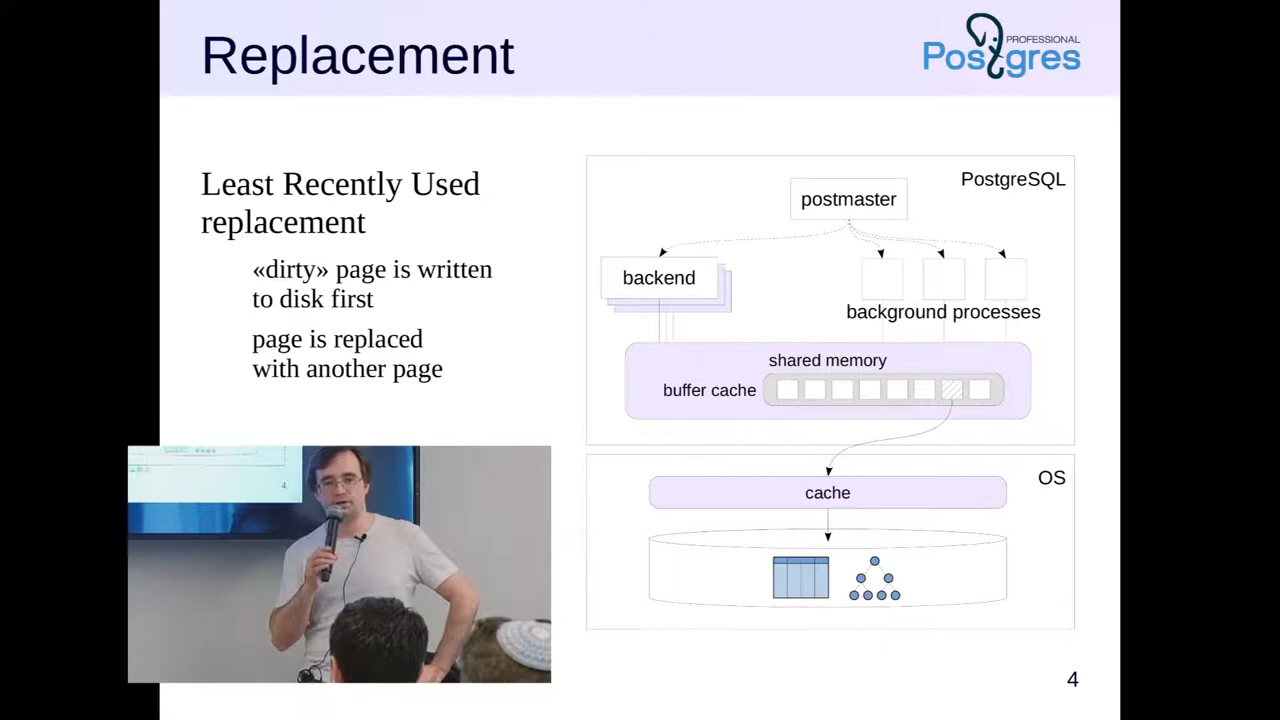 Replacement
PROFESSIONAL
Postgres
Least Recently Used
replacement
«dirty» page is written
to disk first
page is replaced
with another page
PostgreSQL
postmaster
backend
background processes
shared memory
buffer cache
OS
cache
4
4